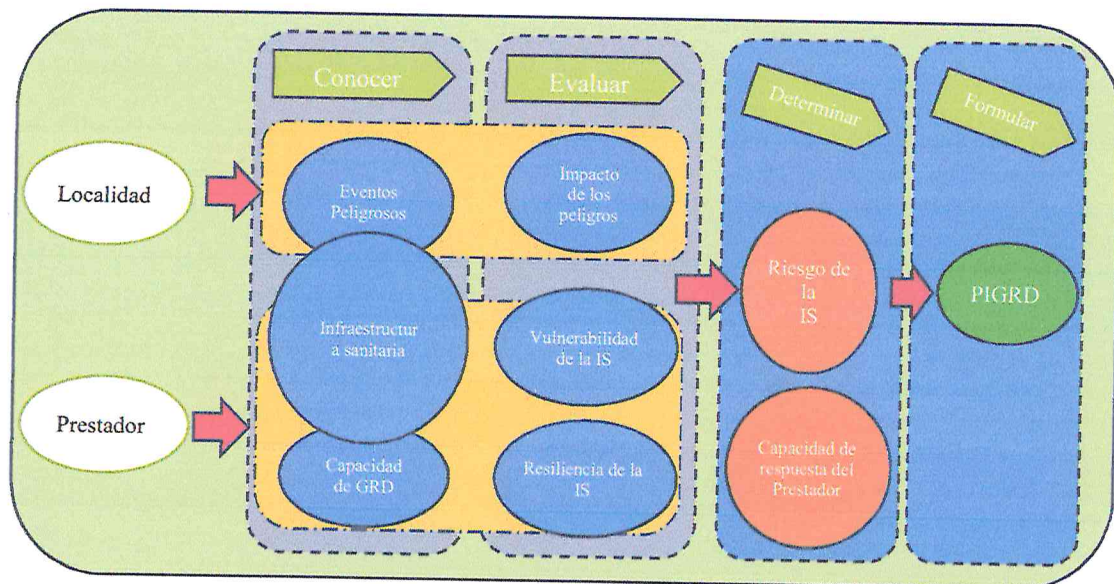 Conocer
Evaluar
Determinar
Formular
Localidad
Eventos
Peligrosos
Impacto
de los
peligros
Infraestructur
a sanitaria
Vulnerabilidad
de la IS
Riesgo de
la
IS
PIGRD
Prestador
Capacidad
de GRD
Resiliencia de la
IS
Capacidad de
respuesta del
Prestador